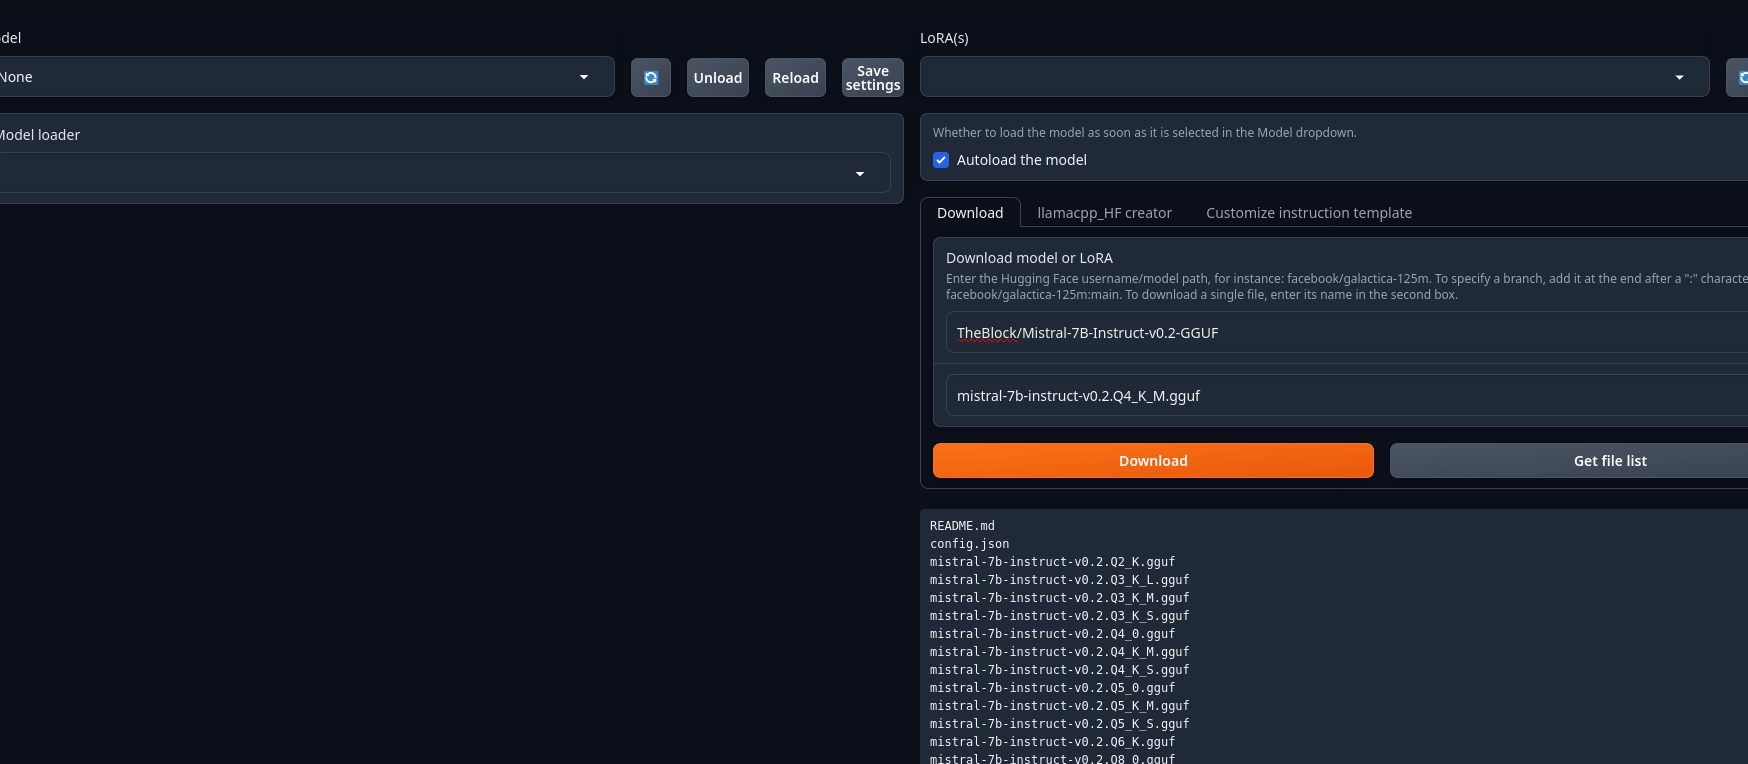 del
None
Unload
Reload
Save
settings
Model loader
LoRA(s)
Whether to load the model as soon as it is selected in the Model dropdown.
Autoload the model
Download
llamacpp_HF creator
Customize instruction template
Download model or LoRA
Enter the Hugging Face username/model path, for instance: facebook/galactica-125m. To specify a branch, add it at the end after a ":" characte
facebook/galactica-125m:main. To download a single file, enter its name in the second box.
TheBlock/Mistral-7B-Instruct-v0.2-GGUF
mistral-7b-instruct-v0.2.Q4_K_M.gguf
Download
Get file list
README.md
config.json
mistral-7b-instruct-v0.2.Q2_K.gguf
mistral-7b-instruct-v0.2.Q3_K_L.gguf
mistral-7b-instruct-v0.2.Q3_K_M.gguf
mistral-7b-instruct-v0.2.Q3_K_S.gguf
mistral-7b-instruct-v0.2.Q4_0.gguf
mistral-7b-instruct-v0.2.Q4_K_M.gguf
mistral-7b-instruct-v0.2.Q4_K_S.gguf
mistral-7b-instruct-v0.2.Q5_0.gguf
mistral-7b-instruct-v0.2.Q5_K_M.gguf
mistral-7b-instruct-v0.2.Q5_K_S.gguf
mistral-7b-instruct-v0.2.Q6_K.gguf
mistral-7b-instruct-v0.2.Q8_0.gguf